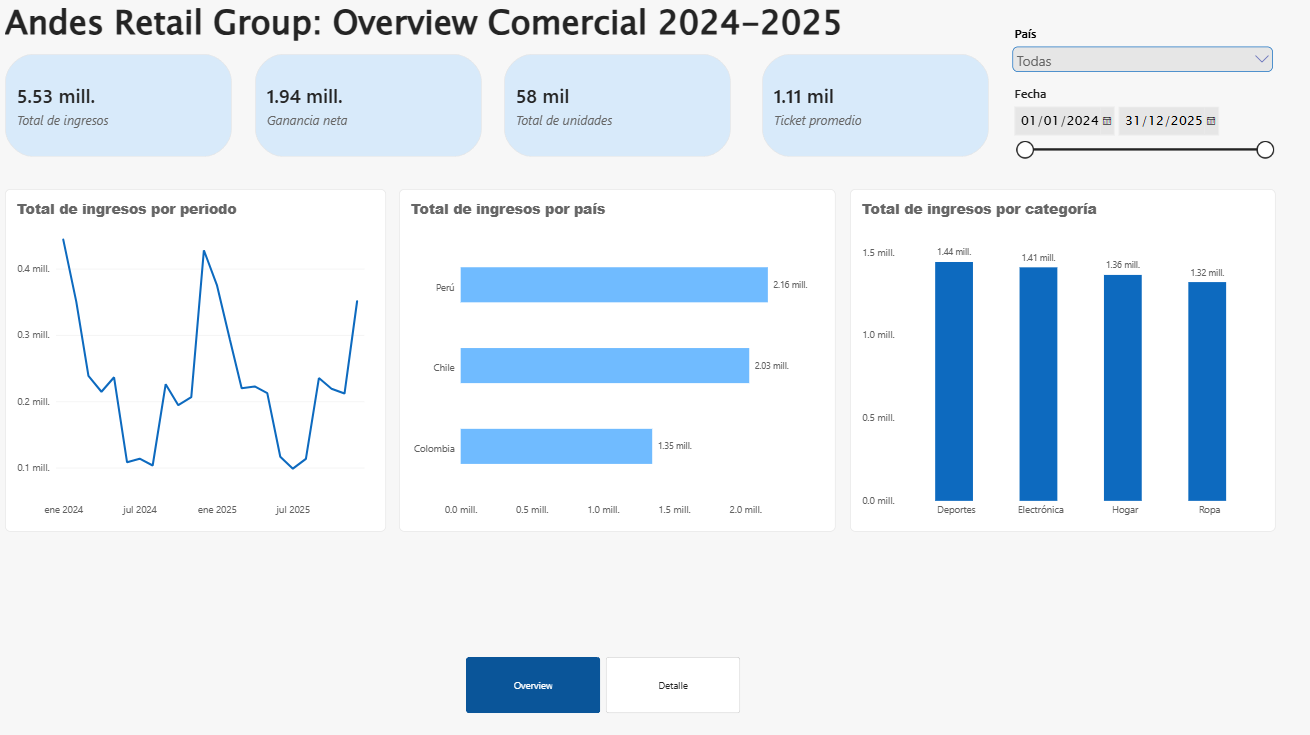 Andes Retail Group: Overview Comercial 2024-2025
País
Todas
Fecha
01/01/2024
31/12/2025
5.53 mill.
Total de ingresos
1.94 mill.
Ganancia neta
58 mil
Total de unidades
1.11 mil
Ticket promedio
Total de ingresos por periodo
0.4 mill.
0.3 mill.
0.2 mill.
0.1 mill.
ene 2024
jul 2024
ene 2025
jul 2025
Total de ingresos por país
Perú
2.16 mill.
Chile
2.03 mill.
Colombia
1.35 mill.
0.0 mill.
0.5 mill.
1.0 mill.
1.5 mill.
2.0 mill.
Total de ingresos por categoría
1.5 mill.
1.0 mill.
0.5 mill.
0.0 mill.
1.44 mill.
1.41 mill.
1.36 mill.
1.32 mill.
Deportes
Electrónica
Hogar
Ropa
Overview
Detalle